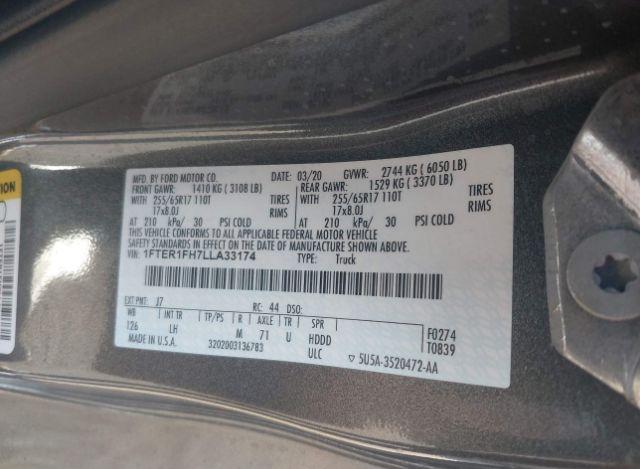 MFD. BY FORD MOTOR CO. DATE: 03/20 GVWR: 2744 KG ( 6050 LB)
FRONT GAWR: 1410 KG ( 3108 LB) REAR GAWR: 1529 KG ( 3370 LB)
WITH 255/65R17 110T TIRES WITH 255/65R17 110T TIRES
17x8.0J RIMS 17x8.0J RIMS
AT 210 kPa/ 30 PSI COLD AT 210 kPa/ 30 PSI COLD
THIS VEHICLE CONFORMS TO ALL APPLICABLE FEDERAL MOTOR VEHICLE
SAFETY STANDARDS IN EFFECT ON THE DATE OF MANUFACTURE SHOWN ABOVE.
VIN: 1FTER1FH7LLA33174 TYPE: Truck
EXT PNT: J7 RC: 44 DSO:
WB INT TR TP/PS R AXLE TR SPR F0274
126 LH M 71 U HDDD T0839
MADE IN U.S.A. 3202003136783 ULC 5U5A-3520472-AA